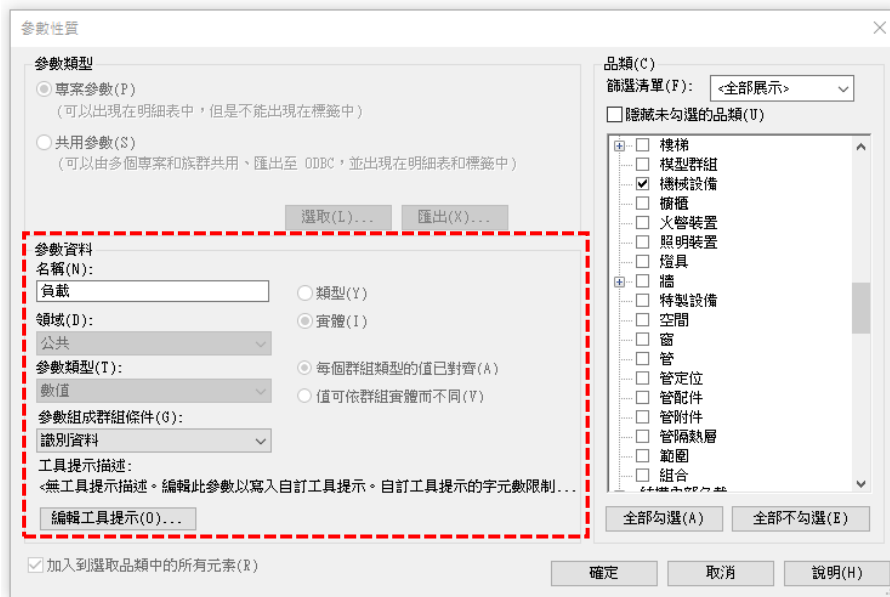 參數性質
參數類型
專案參數(P)
(可以出現在明細表中，但是不能出現在標籤中)
共用參數(S)
(可以由多個專案和族群共用、匯出至 ODBC，並出現在明細表和標籤中)
選取(L)...
匯出(X)...
參數資料
名稱(N):
負載
類型(Y)
領域(D):
實體(I)
公共
參數類型(T):
每個群組類型的值已對齊(A)
數值
值可依群組實體而不同(V)
參數組成群組條件(G):
識別資料
工具提示描述:
<無工具提示描述。編輯此參數以寫入自訂工具提示。自訂工具提示的字元數限制...
編輯工具提示(O)...
加入到選取品類中的所有元素(R)
品類(C)
篩選清單(F):
<全部展示>
隱藏未勾選的品類(U)
樓梯
模型群組
機械設備
櫥櫃
火警裝置
照明裝置
燈具
牆
特製設備
空間
窗
管
管定位
管配件
管附件
管隔熱層
範圍
組合
全部勾選(A)
全部不勾選(E)
確定
取消
說明(H)